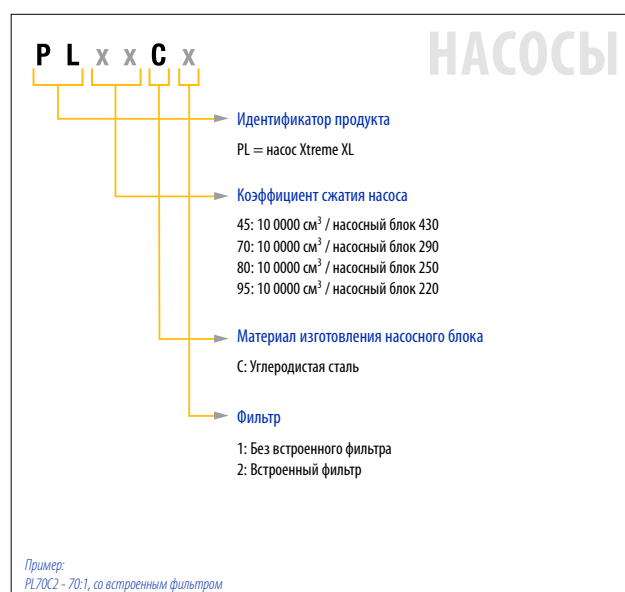 НАСОСЫ
P L x x C x
Идентификатор продукта
PL = насос Xtreme XL
Коэффициент сжатия насоса
45: 10 0000 см³ / насосный блок 430
70: 10 0000 см³ / насосный блок 290
80: 10 0000 см³ / насосный блок 250
95: 10 0000 см³ / насосный блок 220
Материал изготовления насосного блока
C: Углеродистая сталь
Фильтр
1: Без встроенного фильтра
2: Встроенный фильтр
Пример:
PL70C2 - 70:1, со встроенным фильтром